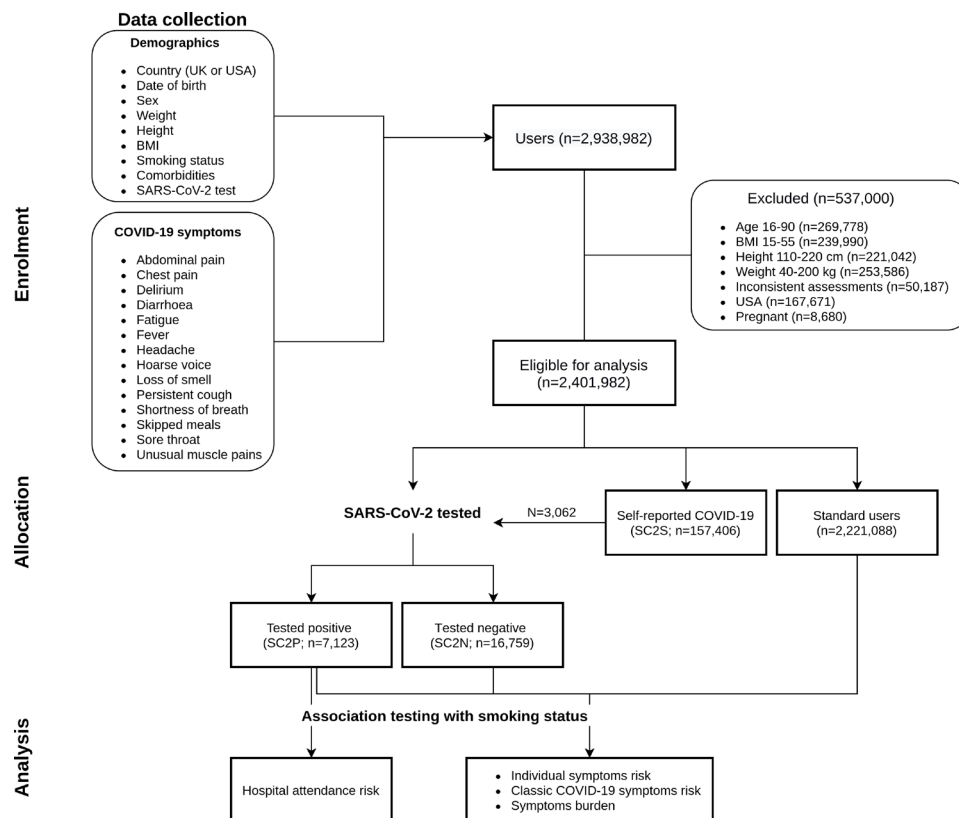 Data collection
Demographics
• Country (UK or USA)
• Date of birth
• Sex
• Weight
• Height
• BMI
• Smoking status
• Comorbidities
• SARS-CoV-2 test
COVID-19 symptoms
• Abdominal pain
• Chest pain
• Delirium
• Diarrhoea
• Fatigue
• Fever
• Headache
• Hoarse voice
• Loss of smell
• Persistent cough
• Shortness of breath
• Skipped meals
• Sore throat
• Unusual muscle pains
Enrolment
Users (n=2,938,982)
Excluded (n=537,000)
• Age 16-90 (n=269,778)
• BMI 15-55 (n=239,990)
• Height 110-220 cm (n=221,042)
• Weight 40-200 kg (n=253,586)
• Inconsistent assessments (n=50,187)
• USA (n=167,671)
• Pregnant (n=8,680)
Eligible for analysis
(n=2,401,982)
Allocation
SARS-CoV-2 tested
N=3,062
Self-reported COVID-19
(SC2S; n=157,406)
Standard users
(n=2,221,088)
Tested positive
(SC2P; n=7,123)
Tested negative
(SC2N; n=16,759)
Analysis
Association testing with smoking status
Hospital attendance risk
• Individual symptoms risk
• Classic COVID-19 symptoms risk
• Symptoms burden